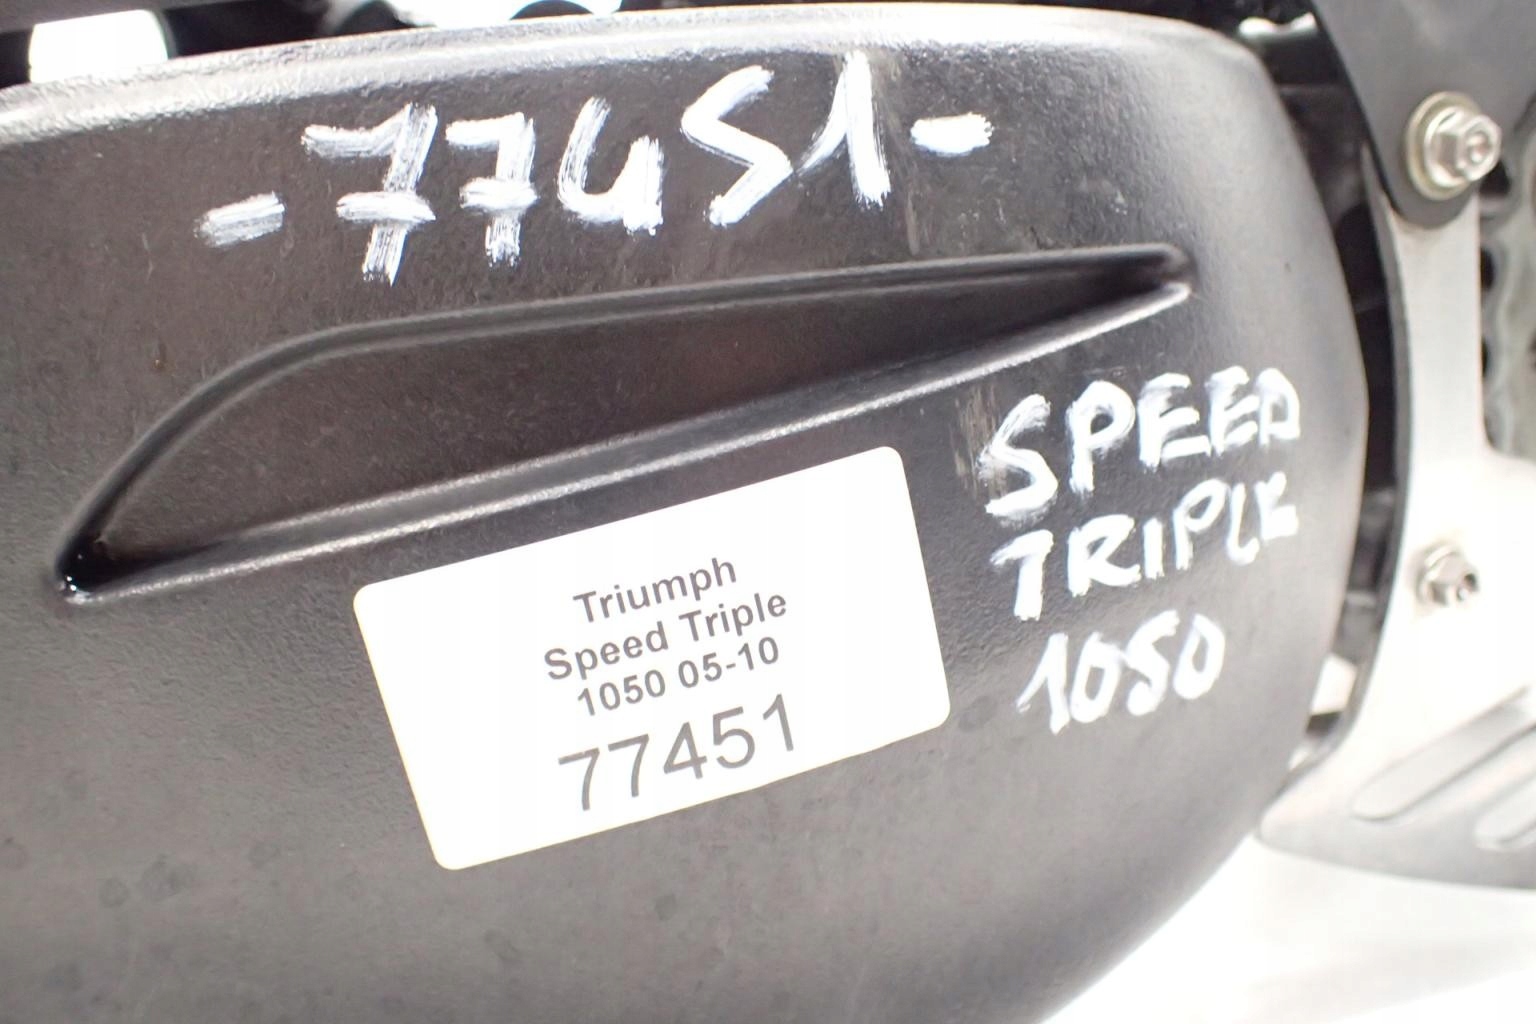 -77451-
SPEED
TRIPLE
1050
Triumph
Speed Triple
1050 05-10
77451